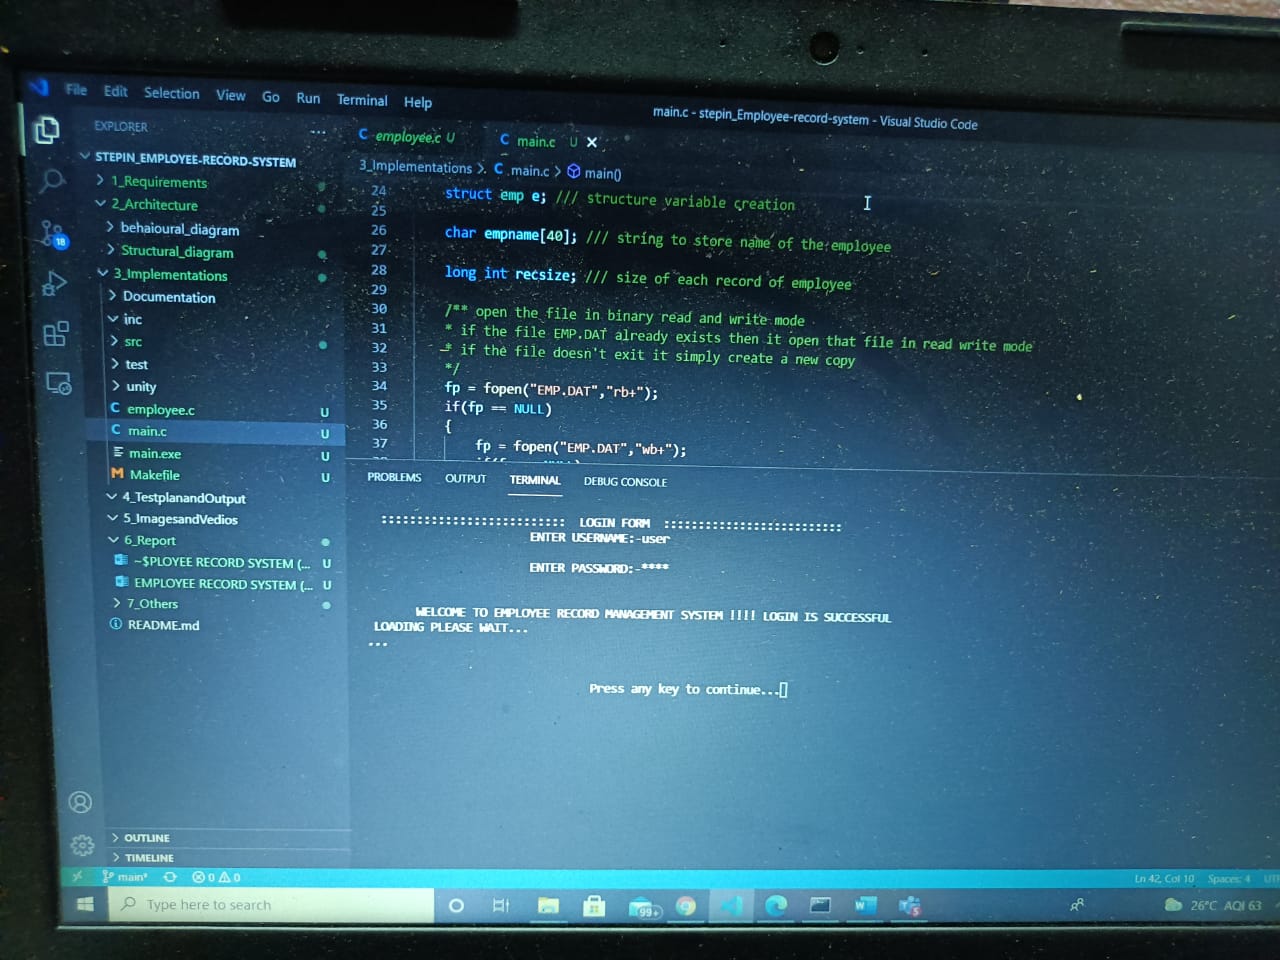 File Edit Selection View Go Run Terminal Help
main.c - stepin_Employee-record-system - Visual Studio Code
EXPLORER ...
employee.c U
main.c U
STEPIN_EMPLOYEE-RECORD-SYSTEM
1_Requirements
2_Architecture
behaioural_diagram
Structural_diagram
3_Implementations
Documentation
inc
src
test
unity
C employee.c U
C main.c U
main.exe U
M Makefile U
4_TestplanandOutput
5_ImagesandVedios
6_Report
~$PLOYEE RECORD SYSTEM (... U
EMPLOYEE RECORD SYSTEM (... U
7_Others
README.md
OUTLINE
TIMELINE
18
3_Implementations > C main.c > main()
24 struct emp e; /// structure variable creation
25
26 char empname[40]; /// string to store name of the employee
27
28 long int recsize; /// size of each record of employee
29
30 /** open the file in binary read and write mode
31 * if the file EMP.DAT already exists then it open that file in read write mode
32 * if the file doesn't exit it simply create a new copy
33 */
34 fp = fopen("EMP.DAT","rb+");
35 if(fp == NULL)
36 {
37 fp = fopen("EMP.DAT","wb+");
PROBLEMS OUTPUT TERMINAL DEBUG CONSOLE
:::::::::::::::::::::::::: LOGIN FORM ::::::::::::::::::::::::::
ENTER USERNAME:-user
ENTER PASSWORD:-****
WELCOME TO EMPLOYEE RECORD MANAGEMENT SYSTEM !!!! LOGIN IS SUCCESSFUL
LOADING PLEASE WAIT...
...
Press any key to continue...
main* 0 0
Ln 42, Col 10 Spaces: 4
Type here to search
99+
26°C AQI 63